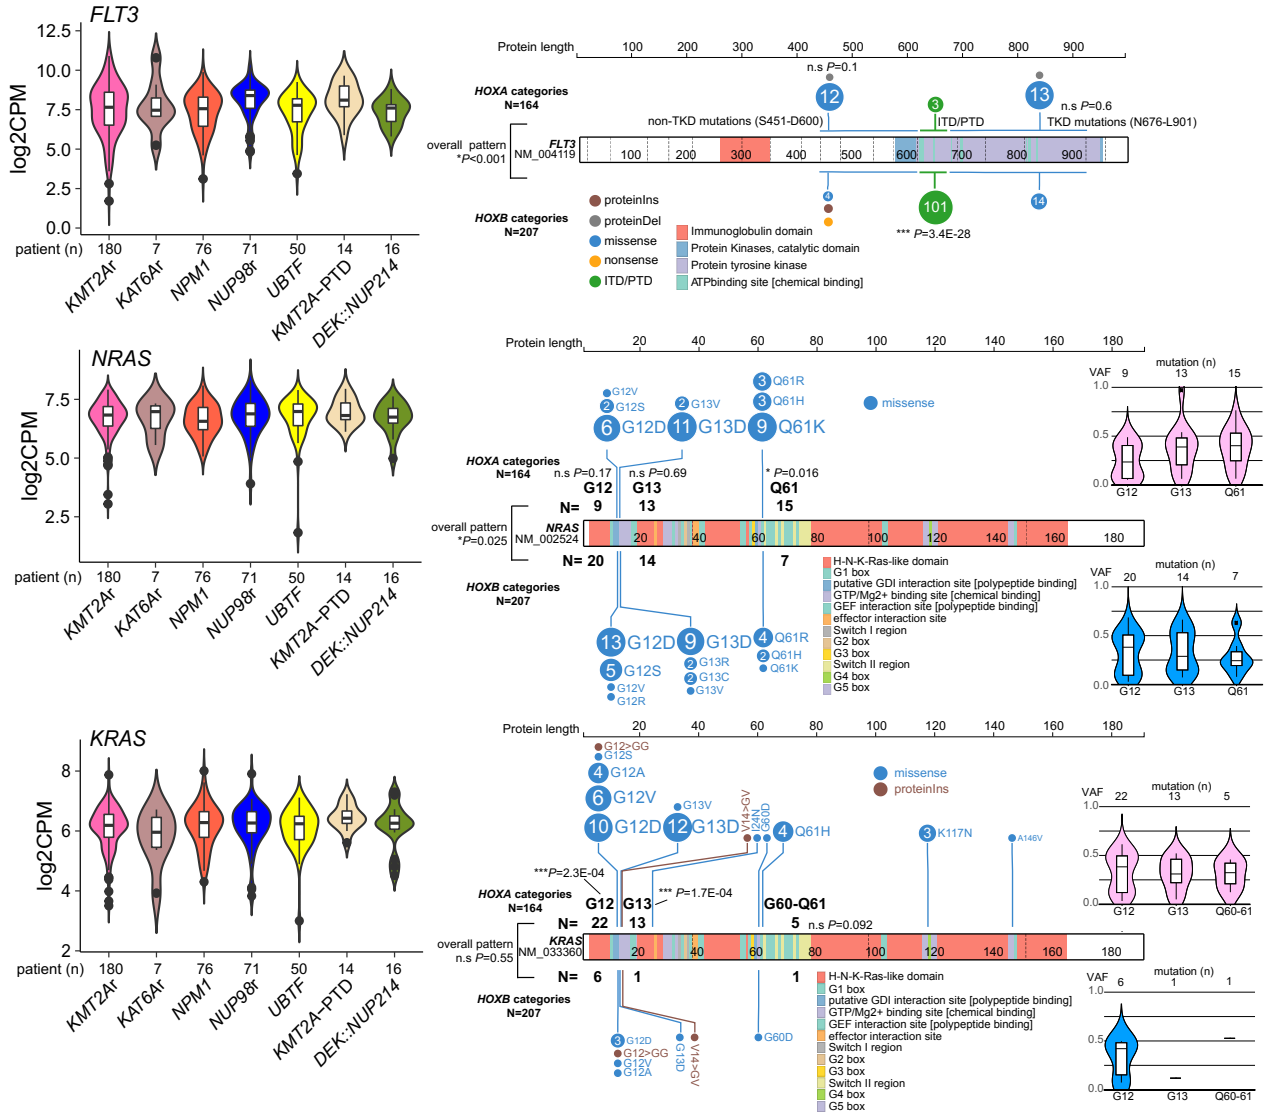 FLT3
log2CPM
12.5
10.0
7.5
5.0
2.5
0.0
patient (n)
180 7 76 71 50 14 16
KMT2Ar
KAT6Ar
NPM1
NUP98r
UBTF
KMT2A-PTD
DEK::NUP214
Protein length
100 200 300 400 500 600 700 800 900
n.s P=0.1
HOXA categories
N=164
12
3
13
n.s P=0.6
non-TKD mutations (S451-D600)
ITD/PTD
TKD mutations (N676-L901)
overall pattern
*P<0.001
FLT3
NM_004119
100 200 300 400 500 600 700 800 900
HOXB categories
N=207
4
101
14
*** P=3.4E-28
proteinIns
proteinDel
missense
nonsense
ITD/PTD
Immunoglobulin domain
Protein Kinases, catalytic domain
Protein tyrosine kinase
ATPbinding site [chemical binding]
NRAS
log2CPM
7.5
5.0
2.5
patient (n)
180 7 76 71 50 14 16
KMT2Ar
KAT6Ar
NPM1
NUP98r
UBTF
KMT2A-PTD
DEK::NUP214
Protein length
20 40 60 80 100 120 140 160 180
G12V
2 G12S
6 G12D
2 G13V
11 G13D
3 Q61R
3 Q61H
9 Q61K
missense
HOXA categories
N=164
n.s P=0.17
n.s P=0.69
* P=0.016
G12 G13 Q61
N= 9 13 15
overall pattern
*P=0.025
NRAS
NM_002524
20 40 60 80 100 120 140 160 180
N= 20 14 7
HOXB categories
N=207
13 G12D
5 G12S
G12V
G12R
9 G13D
2 G13R
2 G13C
G13V
4 Q61R
2 Q61H
Q61K
H-N-K-Ras-like domain
G1 box
putative GDI interaction site [polypeptide binding]
GTP/Mg2+ binding site [chemical binding]
GEF interaction site [polypeptide binding]
effector interaction site
Switch I region
G2 box
G3 box
Switch II region
G4 box
G5 box
mutation (n)
VAF 9 13 15
1.0
0.5
0.0
G12 G13 Q61
mutation (n)
VAF 20 14 7
1.0
0.5
0.0
G12 G13 Q61
KRAS
log2CPM
8
6
4
2
patient (n)
180 7 76 71 50 14 16
KMT2Ar
KAT6Ar
NPM1
NUP98r
UBTF
KMT2A-PTD
DEK::NUP214
Protein length
20 40 60 80 100 120 140 160 180
G12>GG
G12S
4 G12A
6 G12V
10 G12D
G13V
12 G13D
V14>GV
I24N
G60D
4 Q61H
3 K117N
A146V
missense
proteinIns
***P=2.3E-04
*** P=1.7E-04
HOXA categories
N=164
G12 G13 G60-Q61
N= 22 13 5 n.s P=0.092
overall pattern
n.s P=0.55
KRAS
NM_033360
20 40 60 80 100 120 140 160 180
N= 6 1 1
HOXB categories
N=207
3 G12D
G12>GG
G12V
G12A
G13D
V14>GV
G60D
H-N-K-Ras-like domain
G1 box
putative GDI interaction site [polypeptide binding]
GTP/Mg2+ binding site [chemical binding]
GEF interaction site [polypeptide binding]
effector interaction site
Switch I region
G2 box
G3 box
Switch II region
G4 box
G5 box
mutation (n)
VAF 22 13 5
1.0
0.5
0.0
G12 G13 Q60-61
mutation (n)
VAF 6 1 1
1.0
0.5
0.0
G12 G13 Q60-61